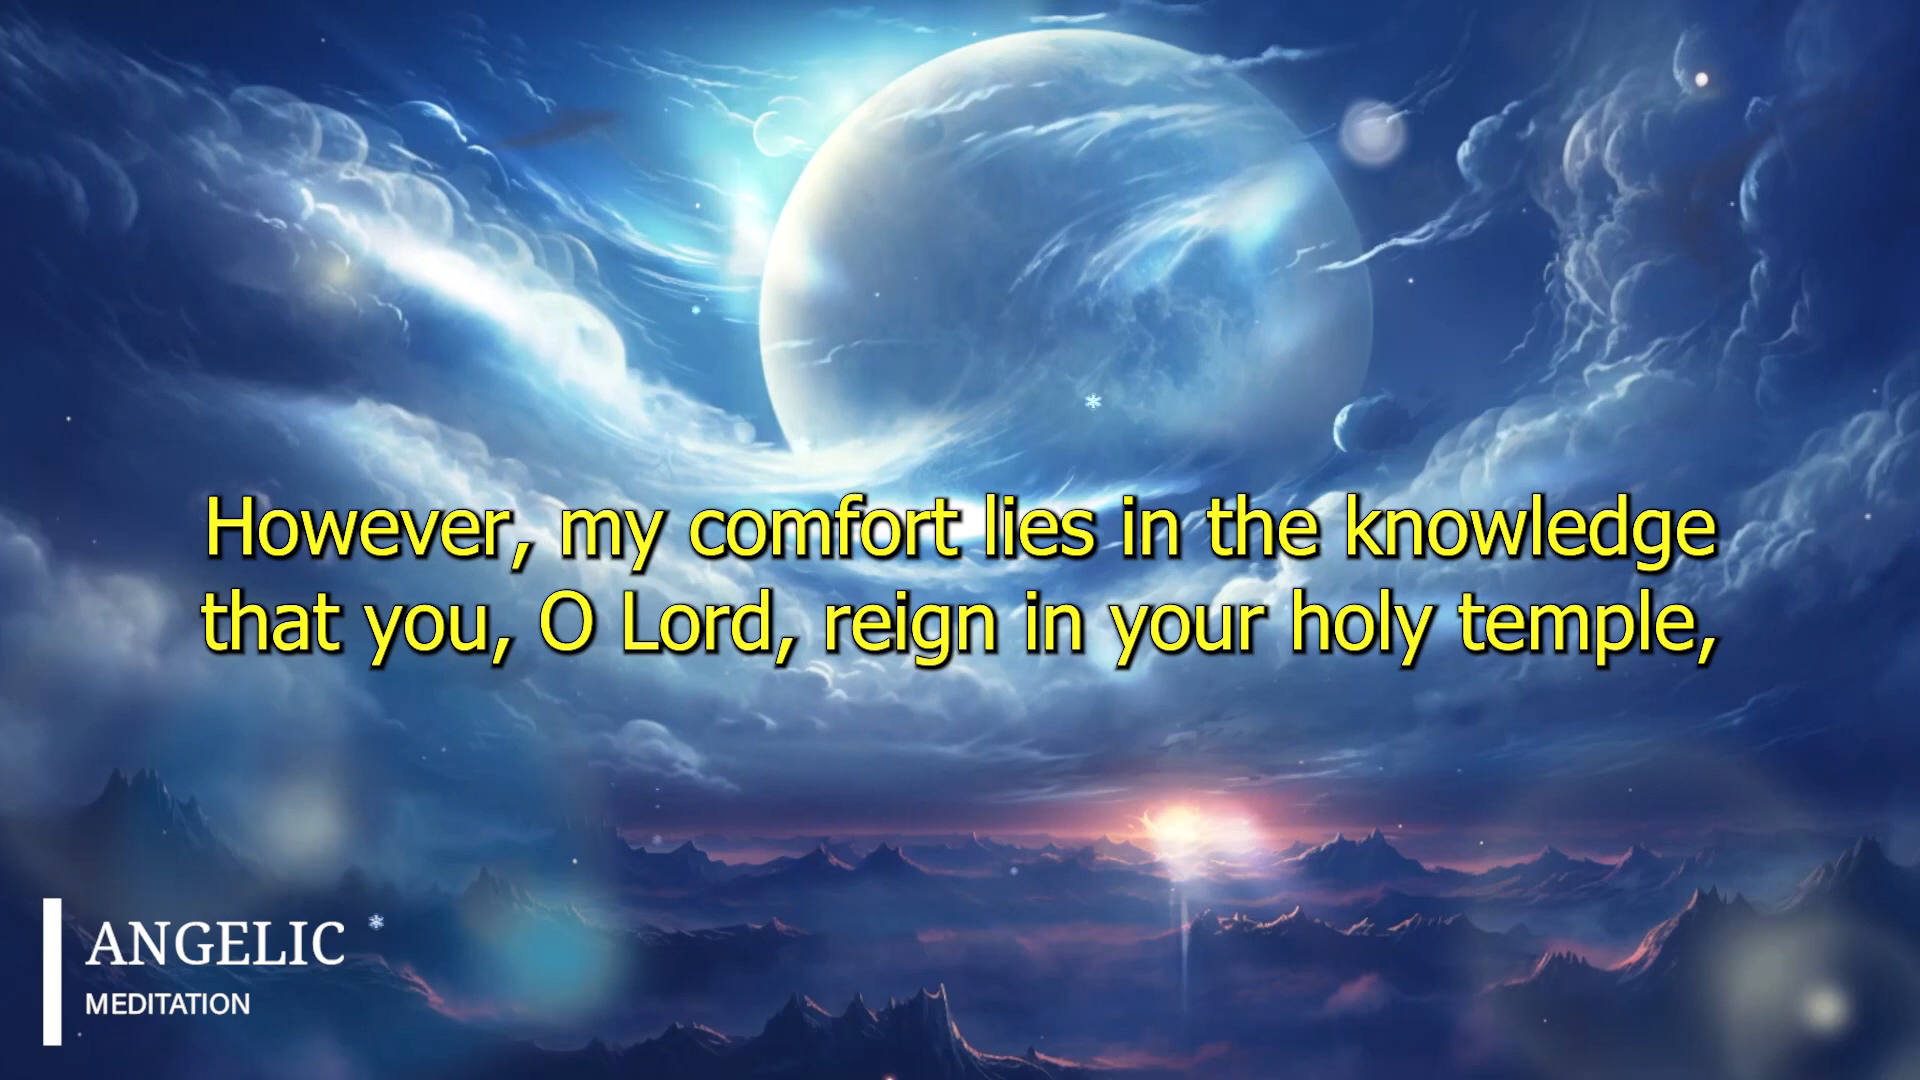 However, my comfort lies in the knowledge
that you, O Lord, reign in your holy temple,
ANGELIC
MEDITATION